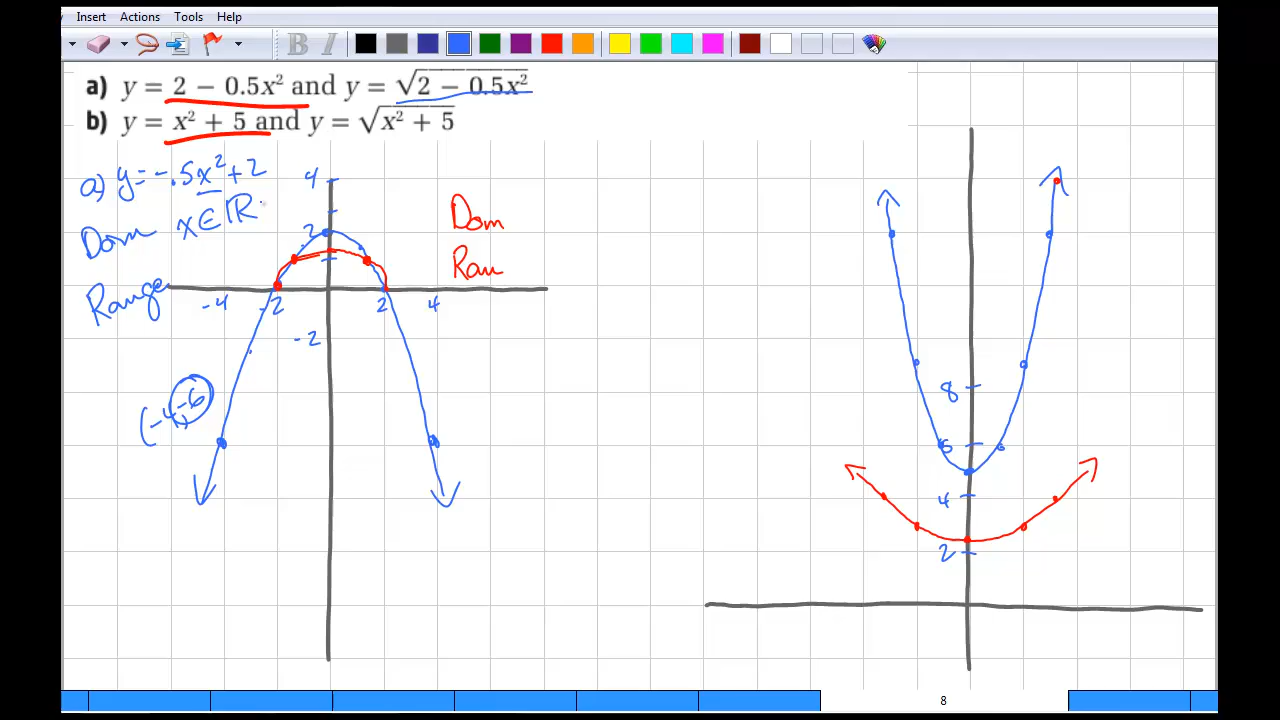 Insert Actions Tools Help
B I
a) y = 2 − 0.5x² and y = √(2 − 0.5x²)
b) y = x² + 5 and y = √(x² + 5)
a) y = -.5x² + 2
Dom x ∈ ℝ
Range
Dom
Ran
4
2
-4 -2 2 4
-2
(-4, -6)
8
6
4
2
8